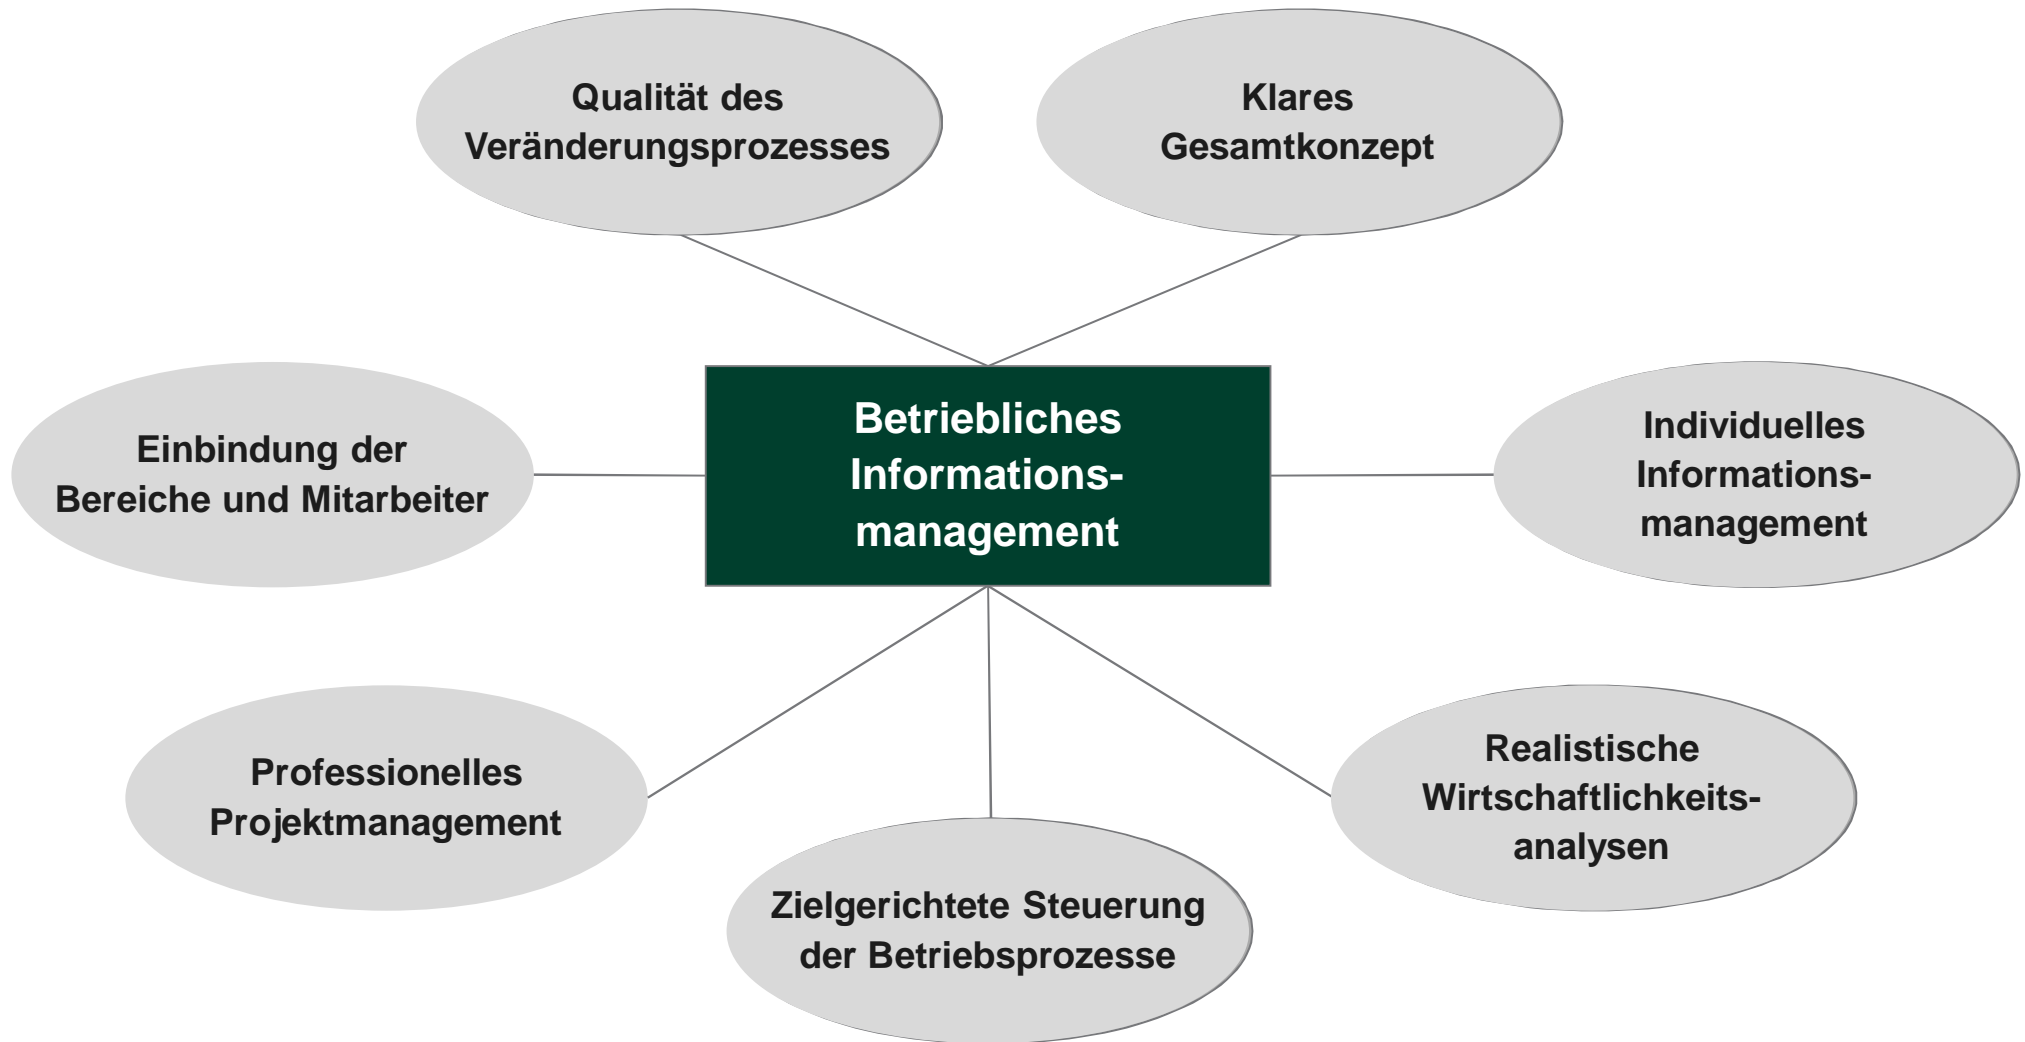 Qualität des
Veränderungsprozesses
Klares
Gesamtkonzept
Einbindung der
Bereiche und Mitarbeiter
Betriebliches
Informations-
management
Individuelles
Informations-
management
Professionelles
Projektmanagement
Zielgerichtete Steuerung
der Betriebsprozesse
Realistische
Wirtschaftlichkeits-
analysen